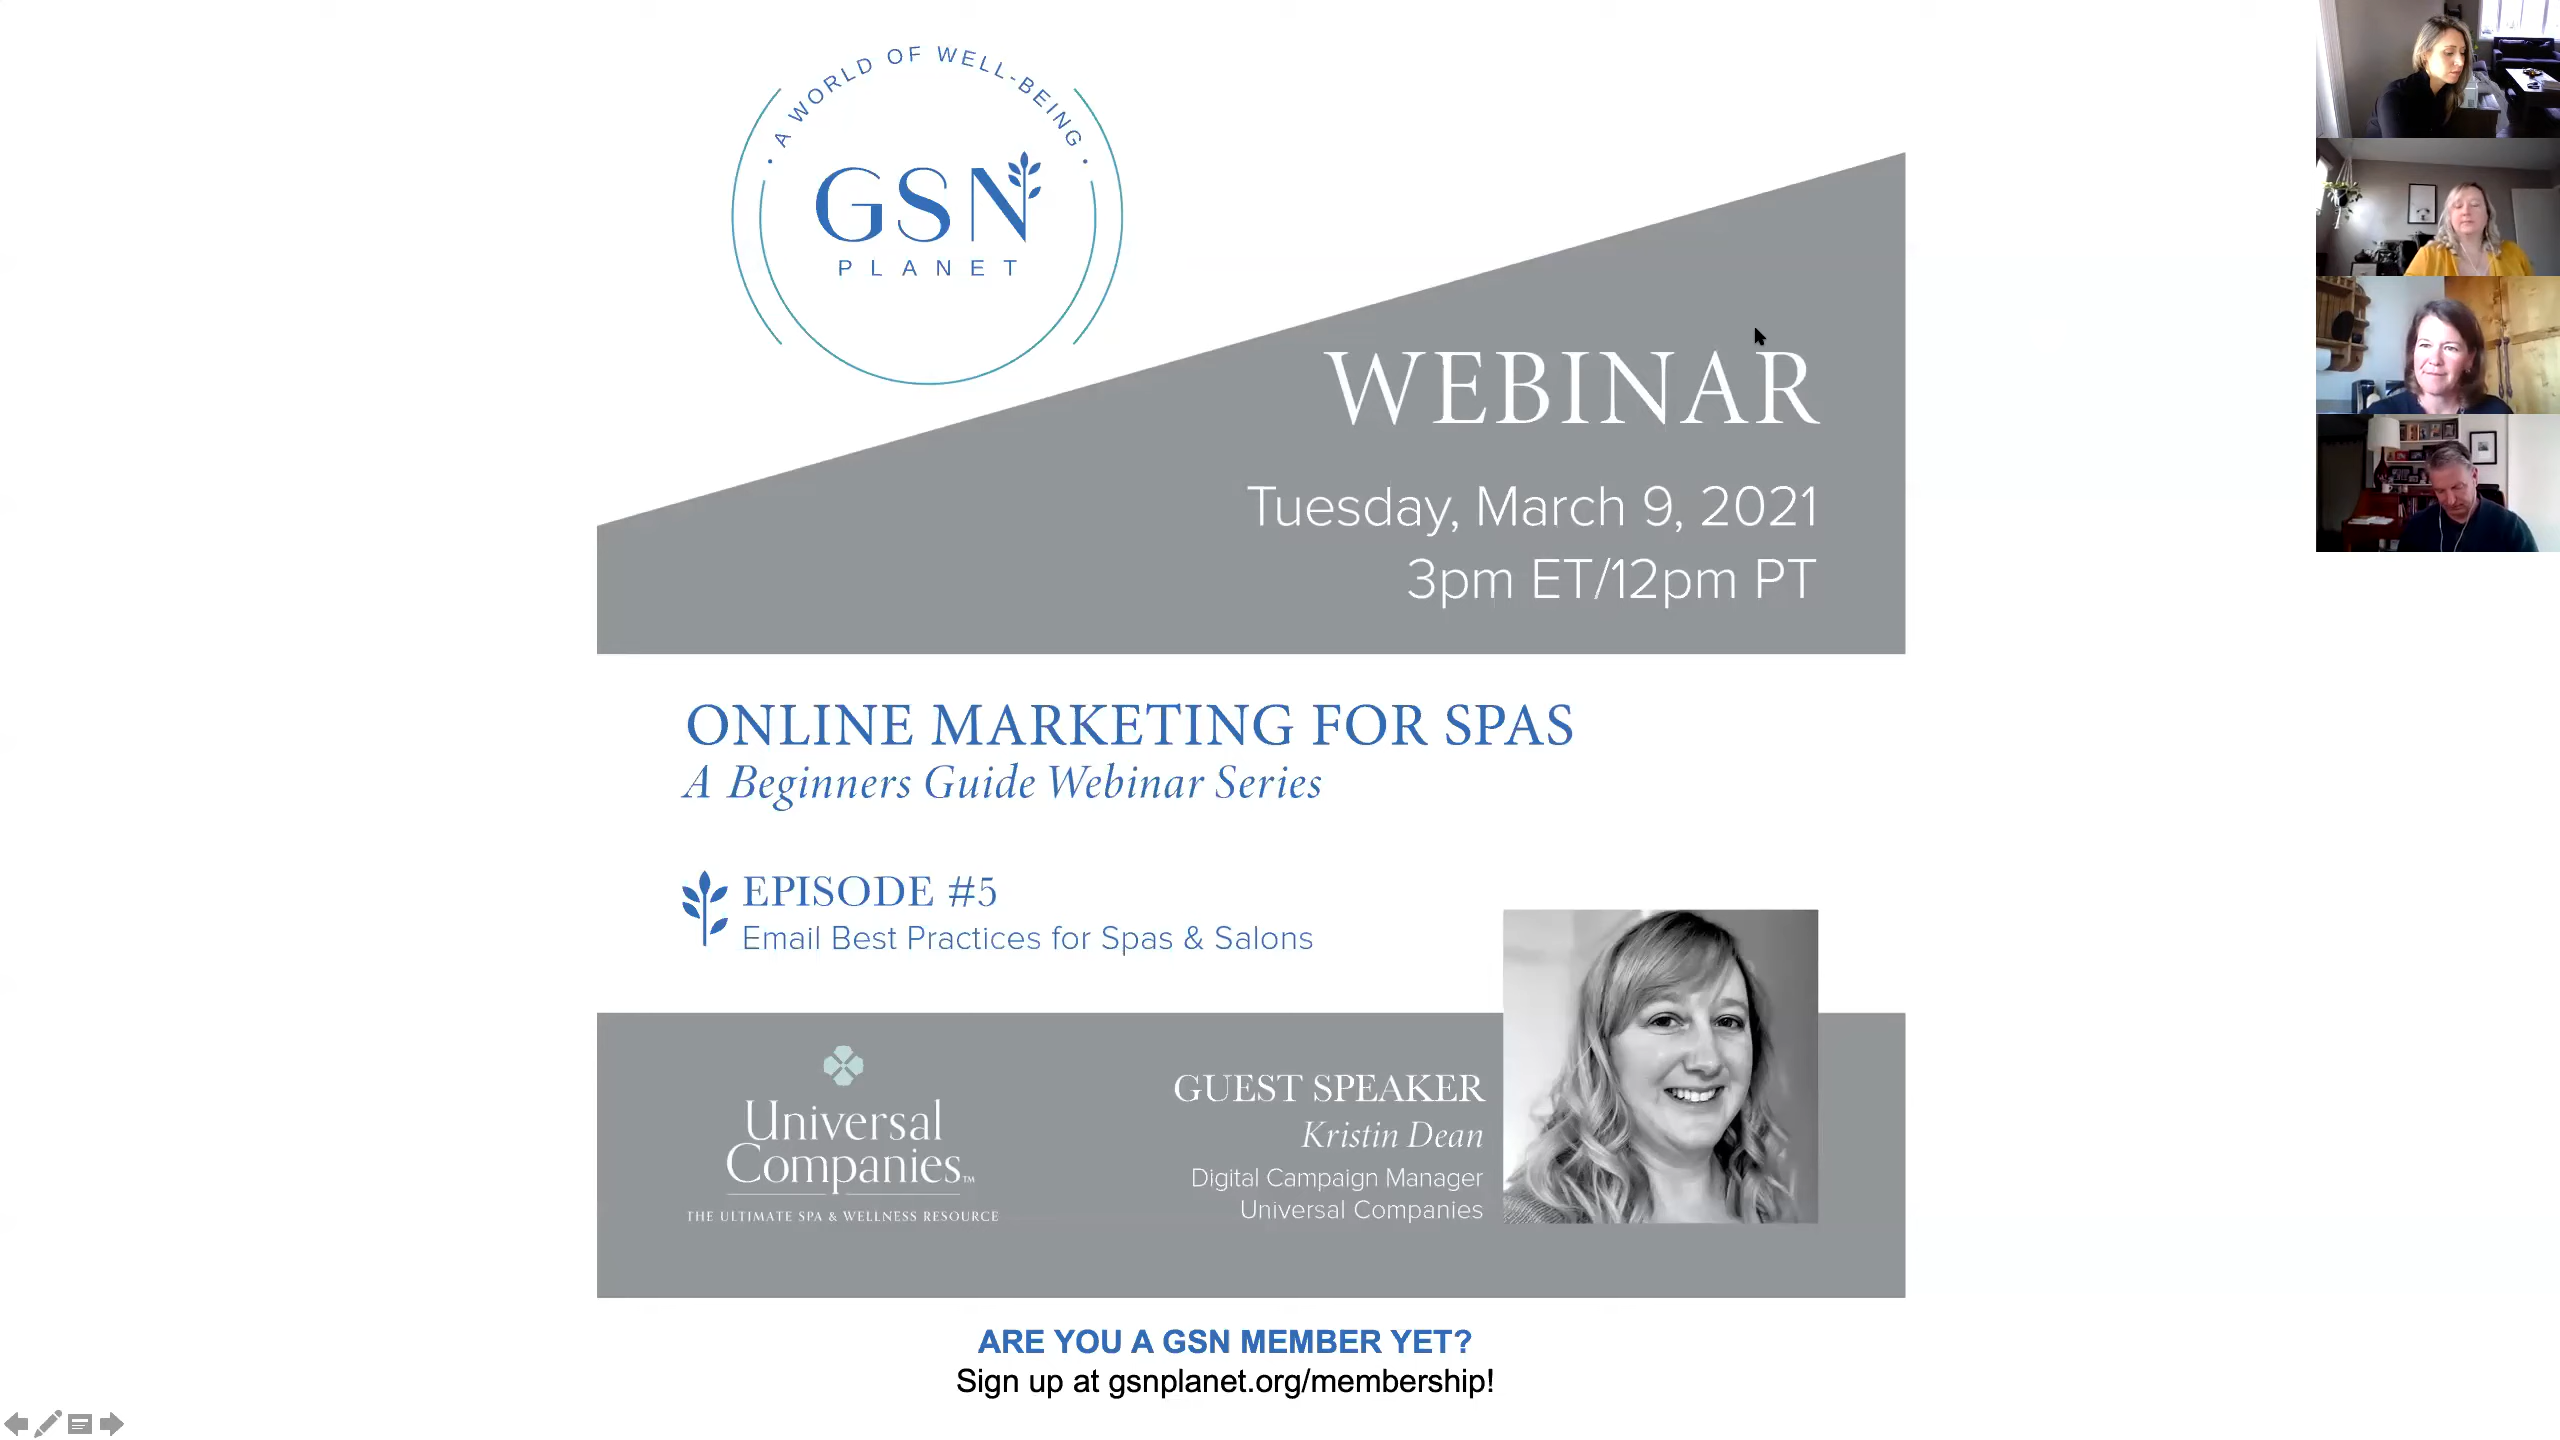 · A WORLD OF WELL-BEING ·
GSN
PLANET
WEBINAR
Tuesday, March 9, 2021
3pm ET/12pm PT
ONLINE MARKETING FOR SPAS
A Beginners Guide Webinar Series
EPISODE #5
Email Best Practices for Spas & Salons
Universal
Companies™
THE ULTIMATE SPA & WELLNESS RESOURCE
GUEST SPEAKER
Kristin Dean
Digital Campaign Manager
Universal Companies
ARE YOU A GSN MEMBER YET?
Sign up at gsnplanet.org/membership!